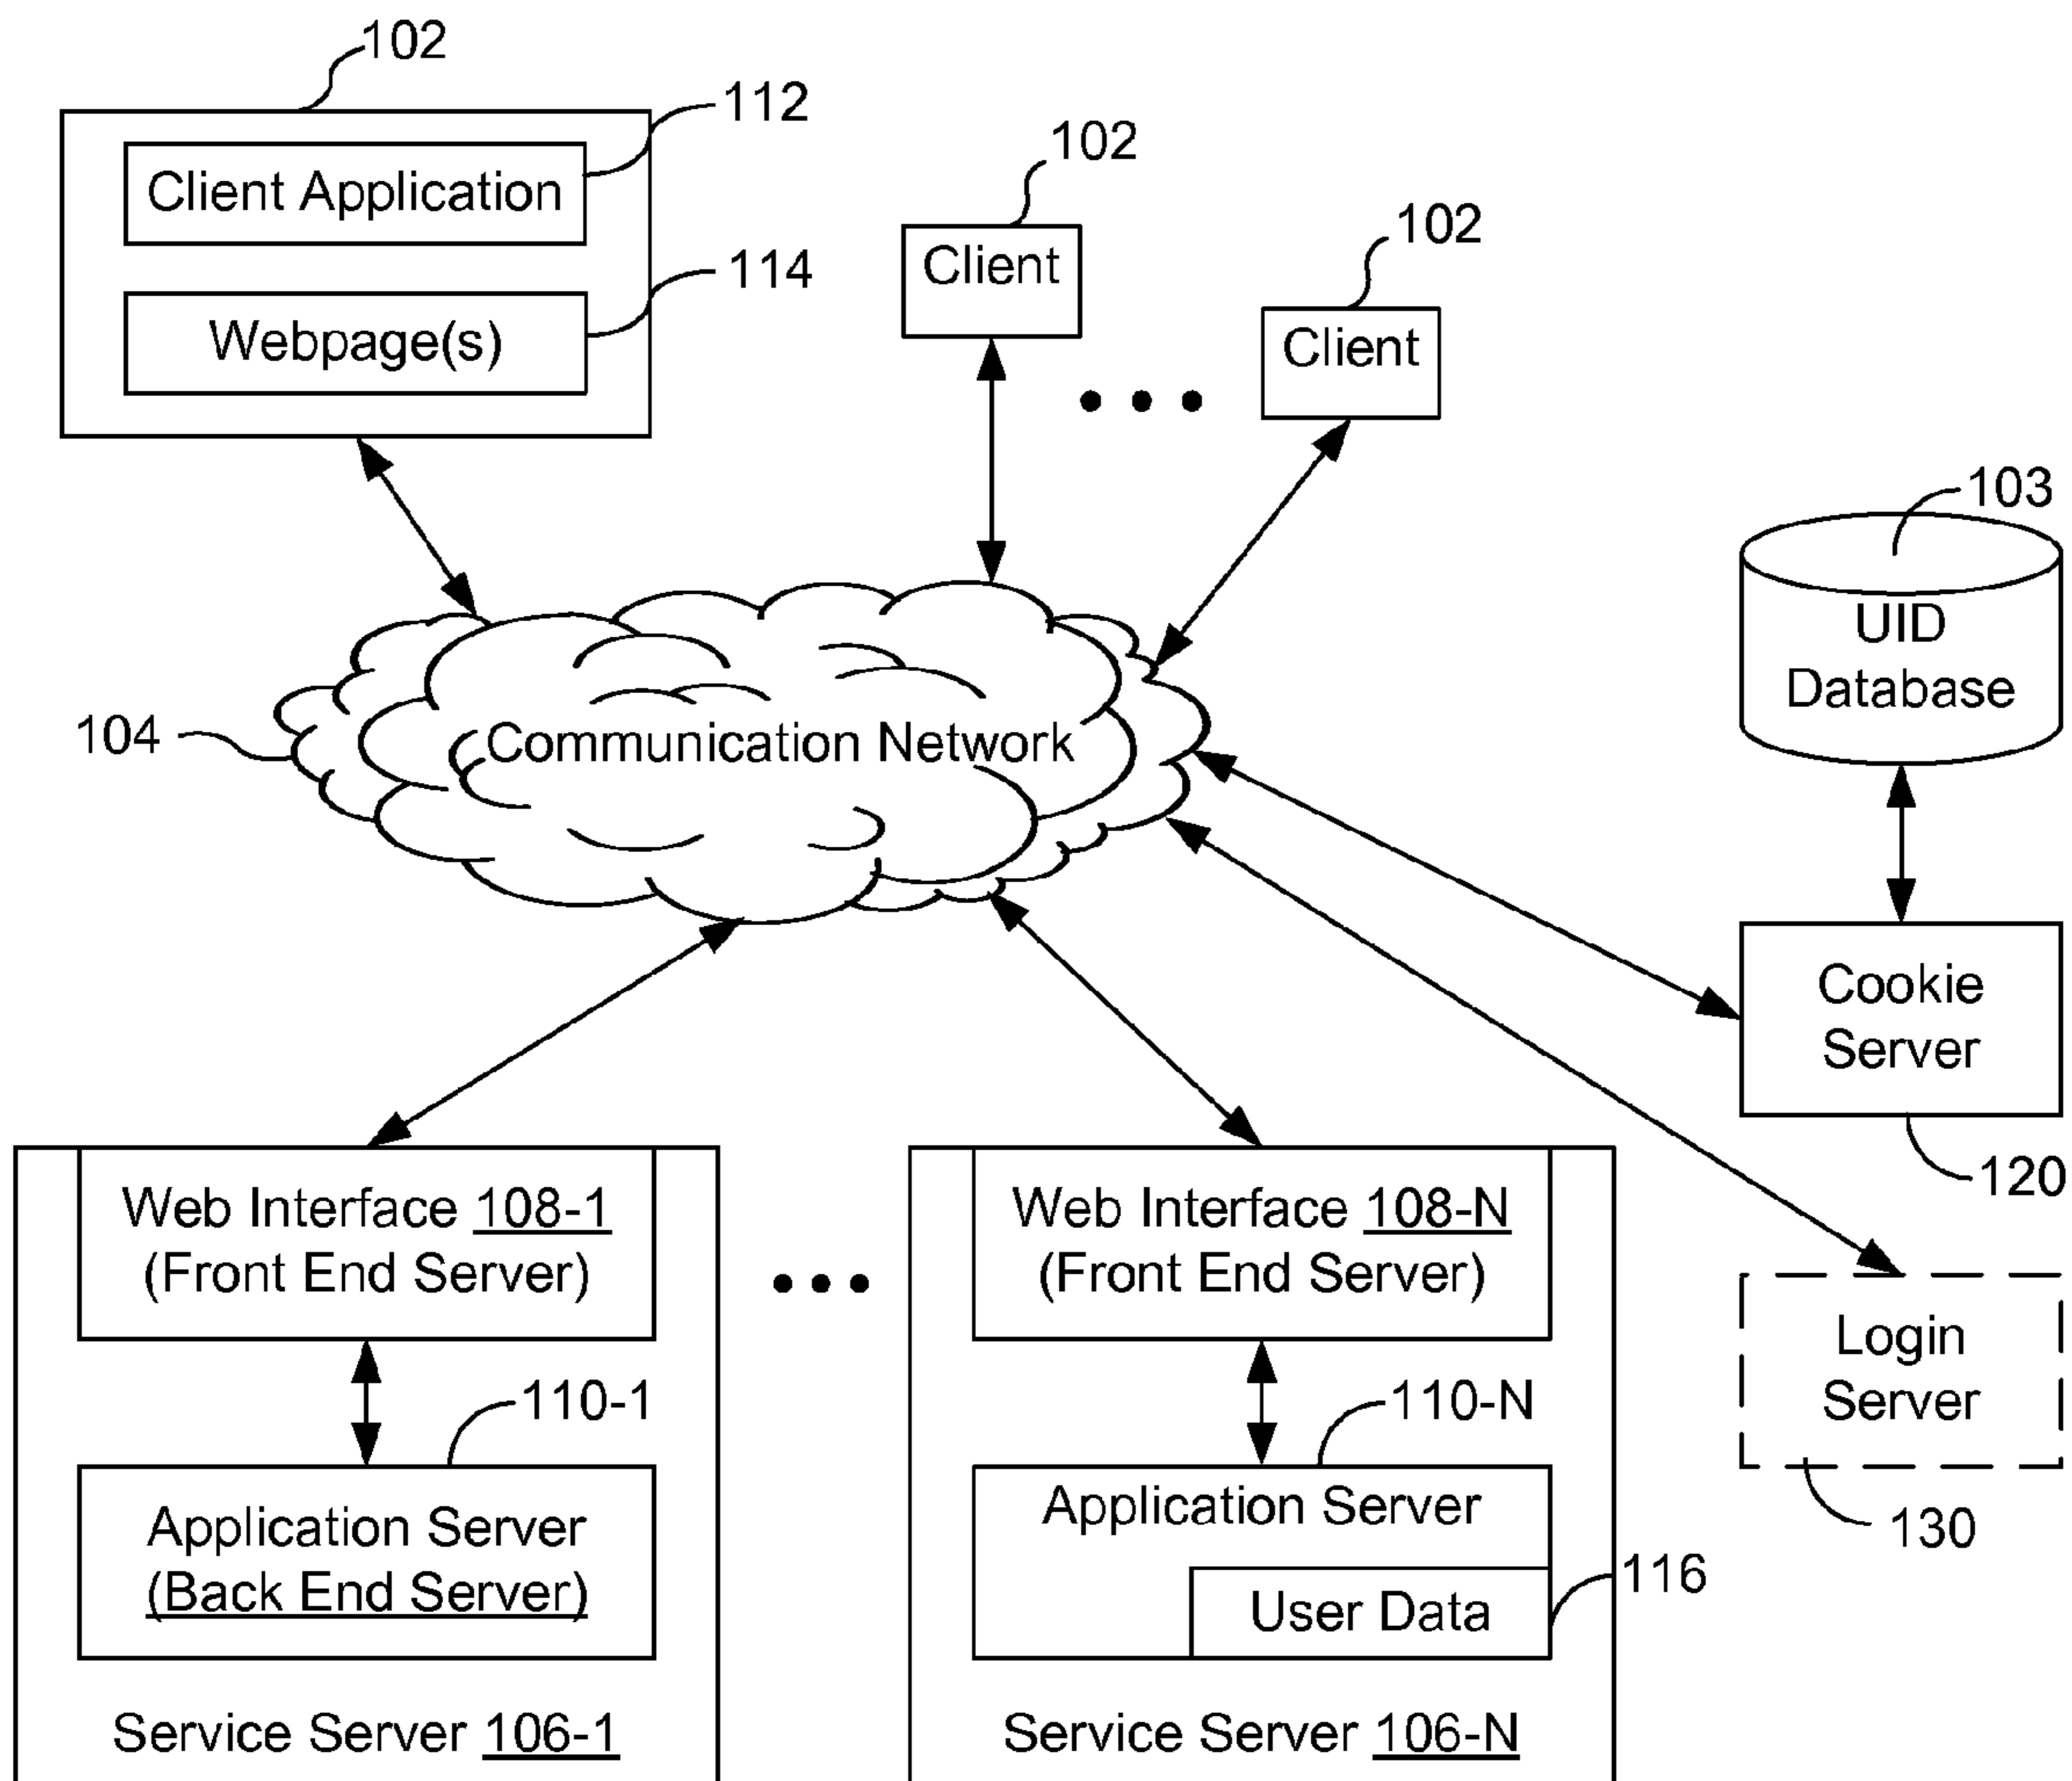 102
112
Client Application
114
Webpage(s)
102
Client
102
Client
103
UID
Database
104
Communication Network
Cookie
Server
120
Web Interface 108-1
(Front End Server)
110-1
Application Server
(Back End Server)
Service Server 106-1
Web Interface 108-N
(Front End Server)
110-N
Application Server
User Data
116
Service Server 106-N
Login
Server
130